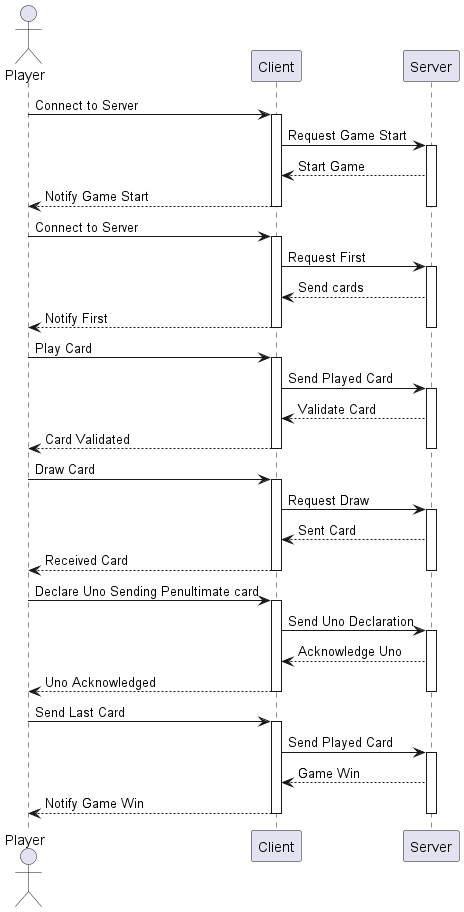 Player
Client
Server
Connect to Server
Request Game Start
Start Game
Notify Game Start
Connect to Server
Request First
Send cards
Notify First
Play Card
Send Played Card
Validate Card
Card Validated
Draw Card
Request Draw
Sent Card
Received Card
Declare Uno Sending Penultimate card
Send Uno Declaration
Acknowledge Uno
Uno Acknowledged
Send Last Card
Send Played Card
Game Win
Notify Game Win
Player
Client
Server